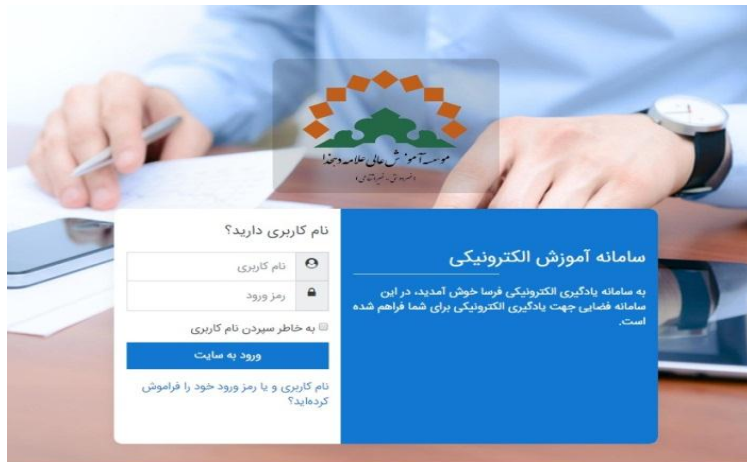 موسسه آموزش عالی علامه دهخدا
نام کاربری دارید؟
نام کاربری
رمز ورود
به خاطر سپردن نام کاربری
ورود به سایت
نام کاربری و یا رمز ورود خود را فراموش
کرده‌اید؟
سامانه آموزش الکترونیکی
به سامانه یادگیری الکترونیکی فرسا خوش آمدید، در این
سامانه فضایی جهت یادگیری الکترونیکی برای شما فراهم شده
است.